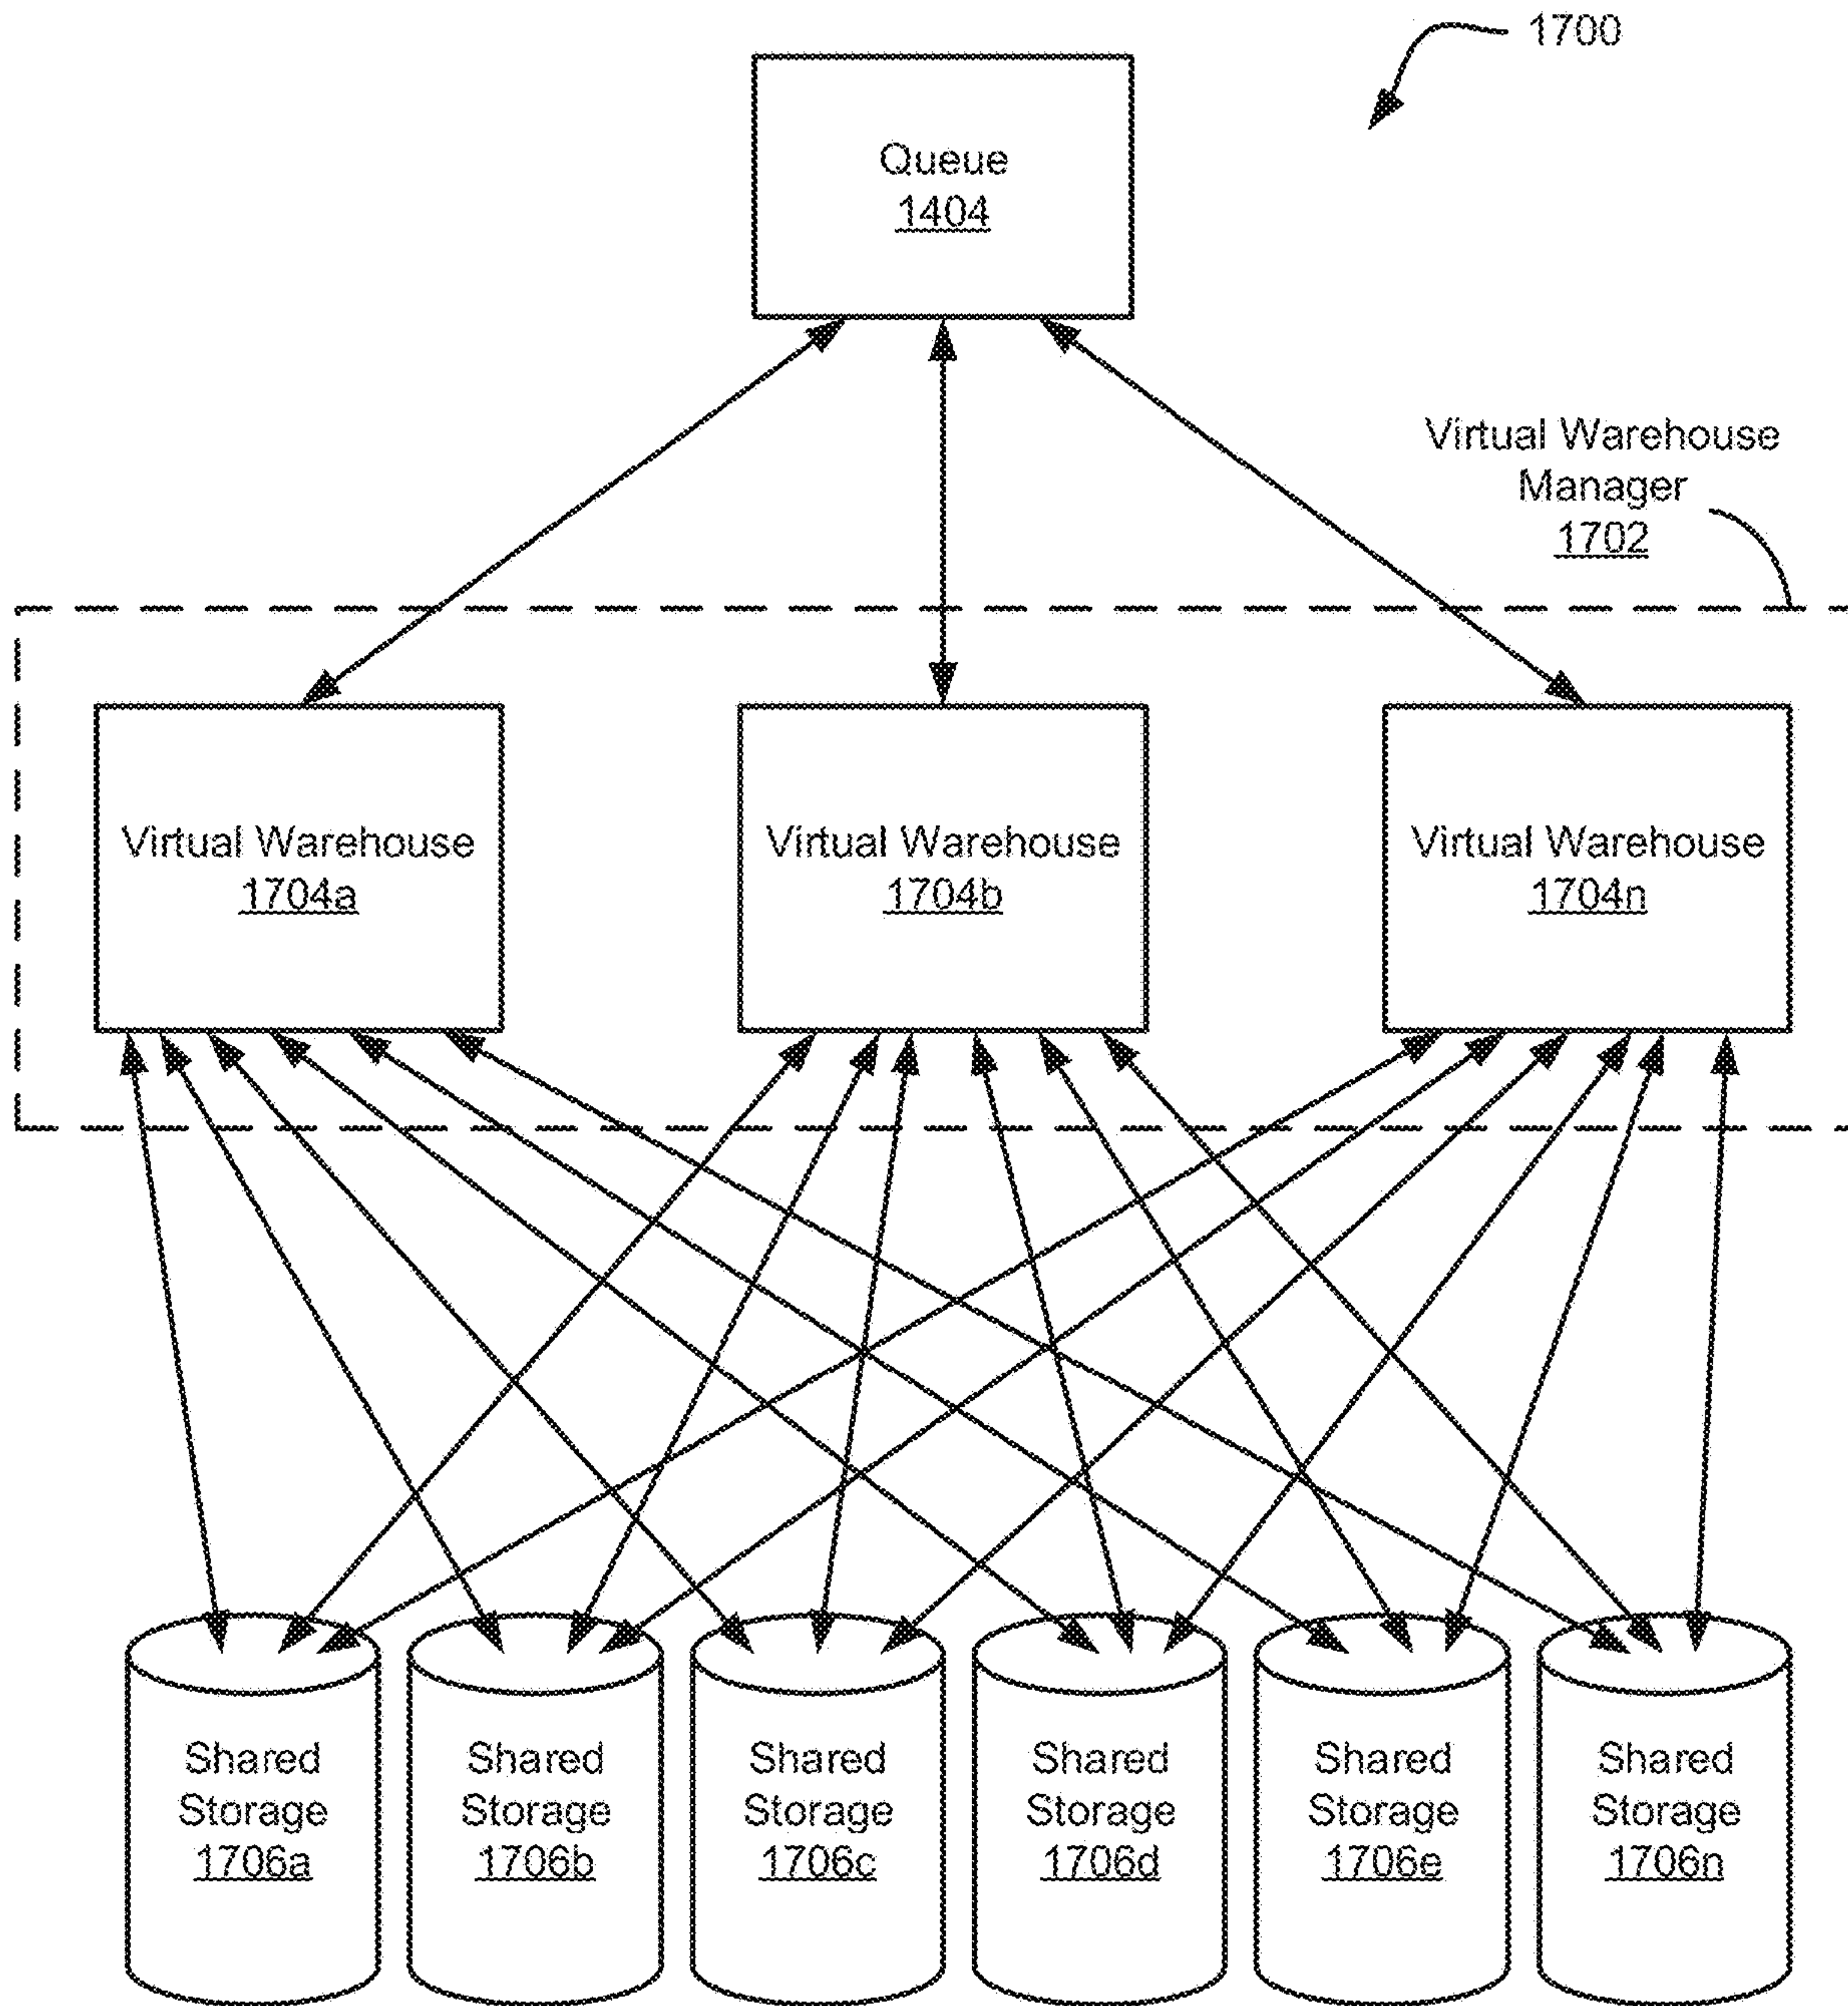 1700
Queue
1404
Virtual Warehouse
Manager
1702
Virtual Warehouse
1704a
Virtual Warehouse
1704b
Virtual Warehouse
1704n
Shared
Storage
1706a
Shared
Storage
1706b
Shared
Storage
1706c
Shared
Storage
1706d
Shared
Storage
1706e
Shared
Storage
1706n